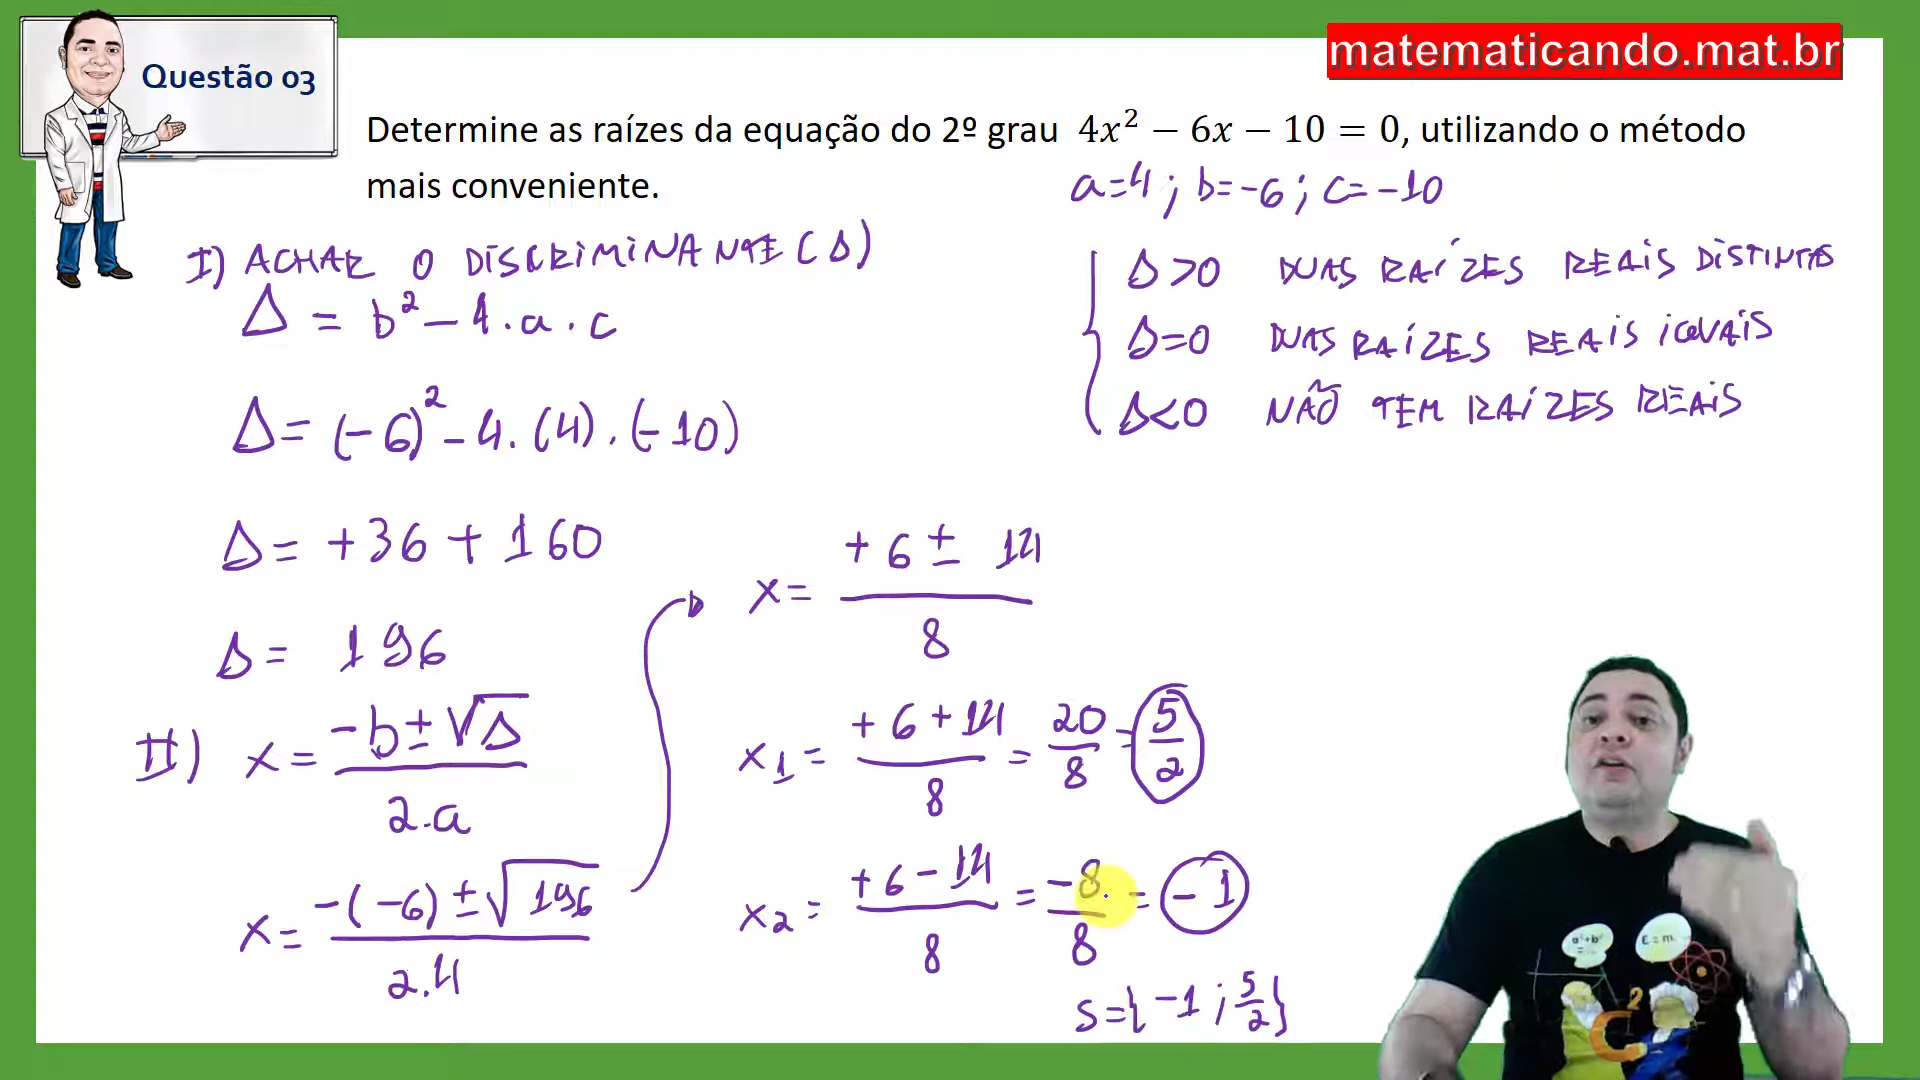 Questão 03
matematicando.mat.br
Determine as raízes da equação do 2º grau 4x² − 6x − 10 = 0, utilizando o método
mais conveniente.
a=4 ; b=-6 ; c=-10
I) ACHAR O DISCRIMINANTE (Δ)
Δ = b² - 4 . a . c
Δ = (-6)² - 4 . (4) . (-10)
Δ = +36 + 160
Δ = 196
II) x = (-b ± √Δ) / 2.a
x = (-(-6) ± √196) / 2.4
Δ>0 DUAS RAÍZES REAIS DISTINTAS
Δ=0 DUAS RAÍZES REAIS IGUAIS
Δ<0 NÃO TEM RAÍZES REAIS
x = (+6 ± 14) / 8
x1 = (+6 + 14) / 8 = 20/8 = 5/2
x2 = (+6 - 14) / 8 = -8/8 = -1
S={-1 ; 5/2}
a²+b²
E=m
C²